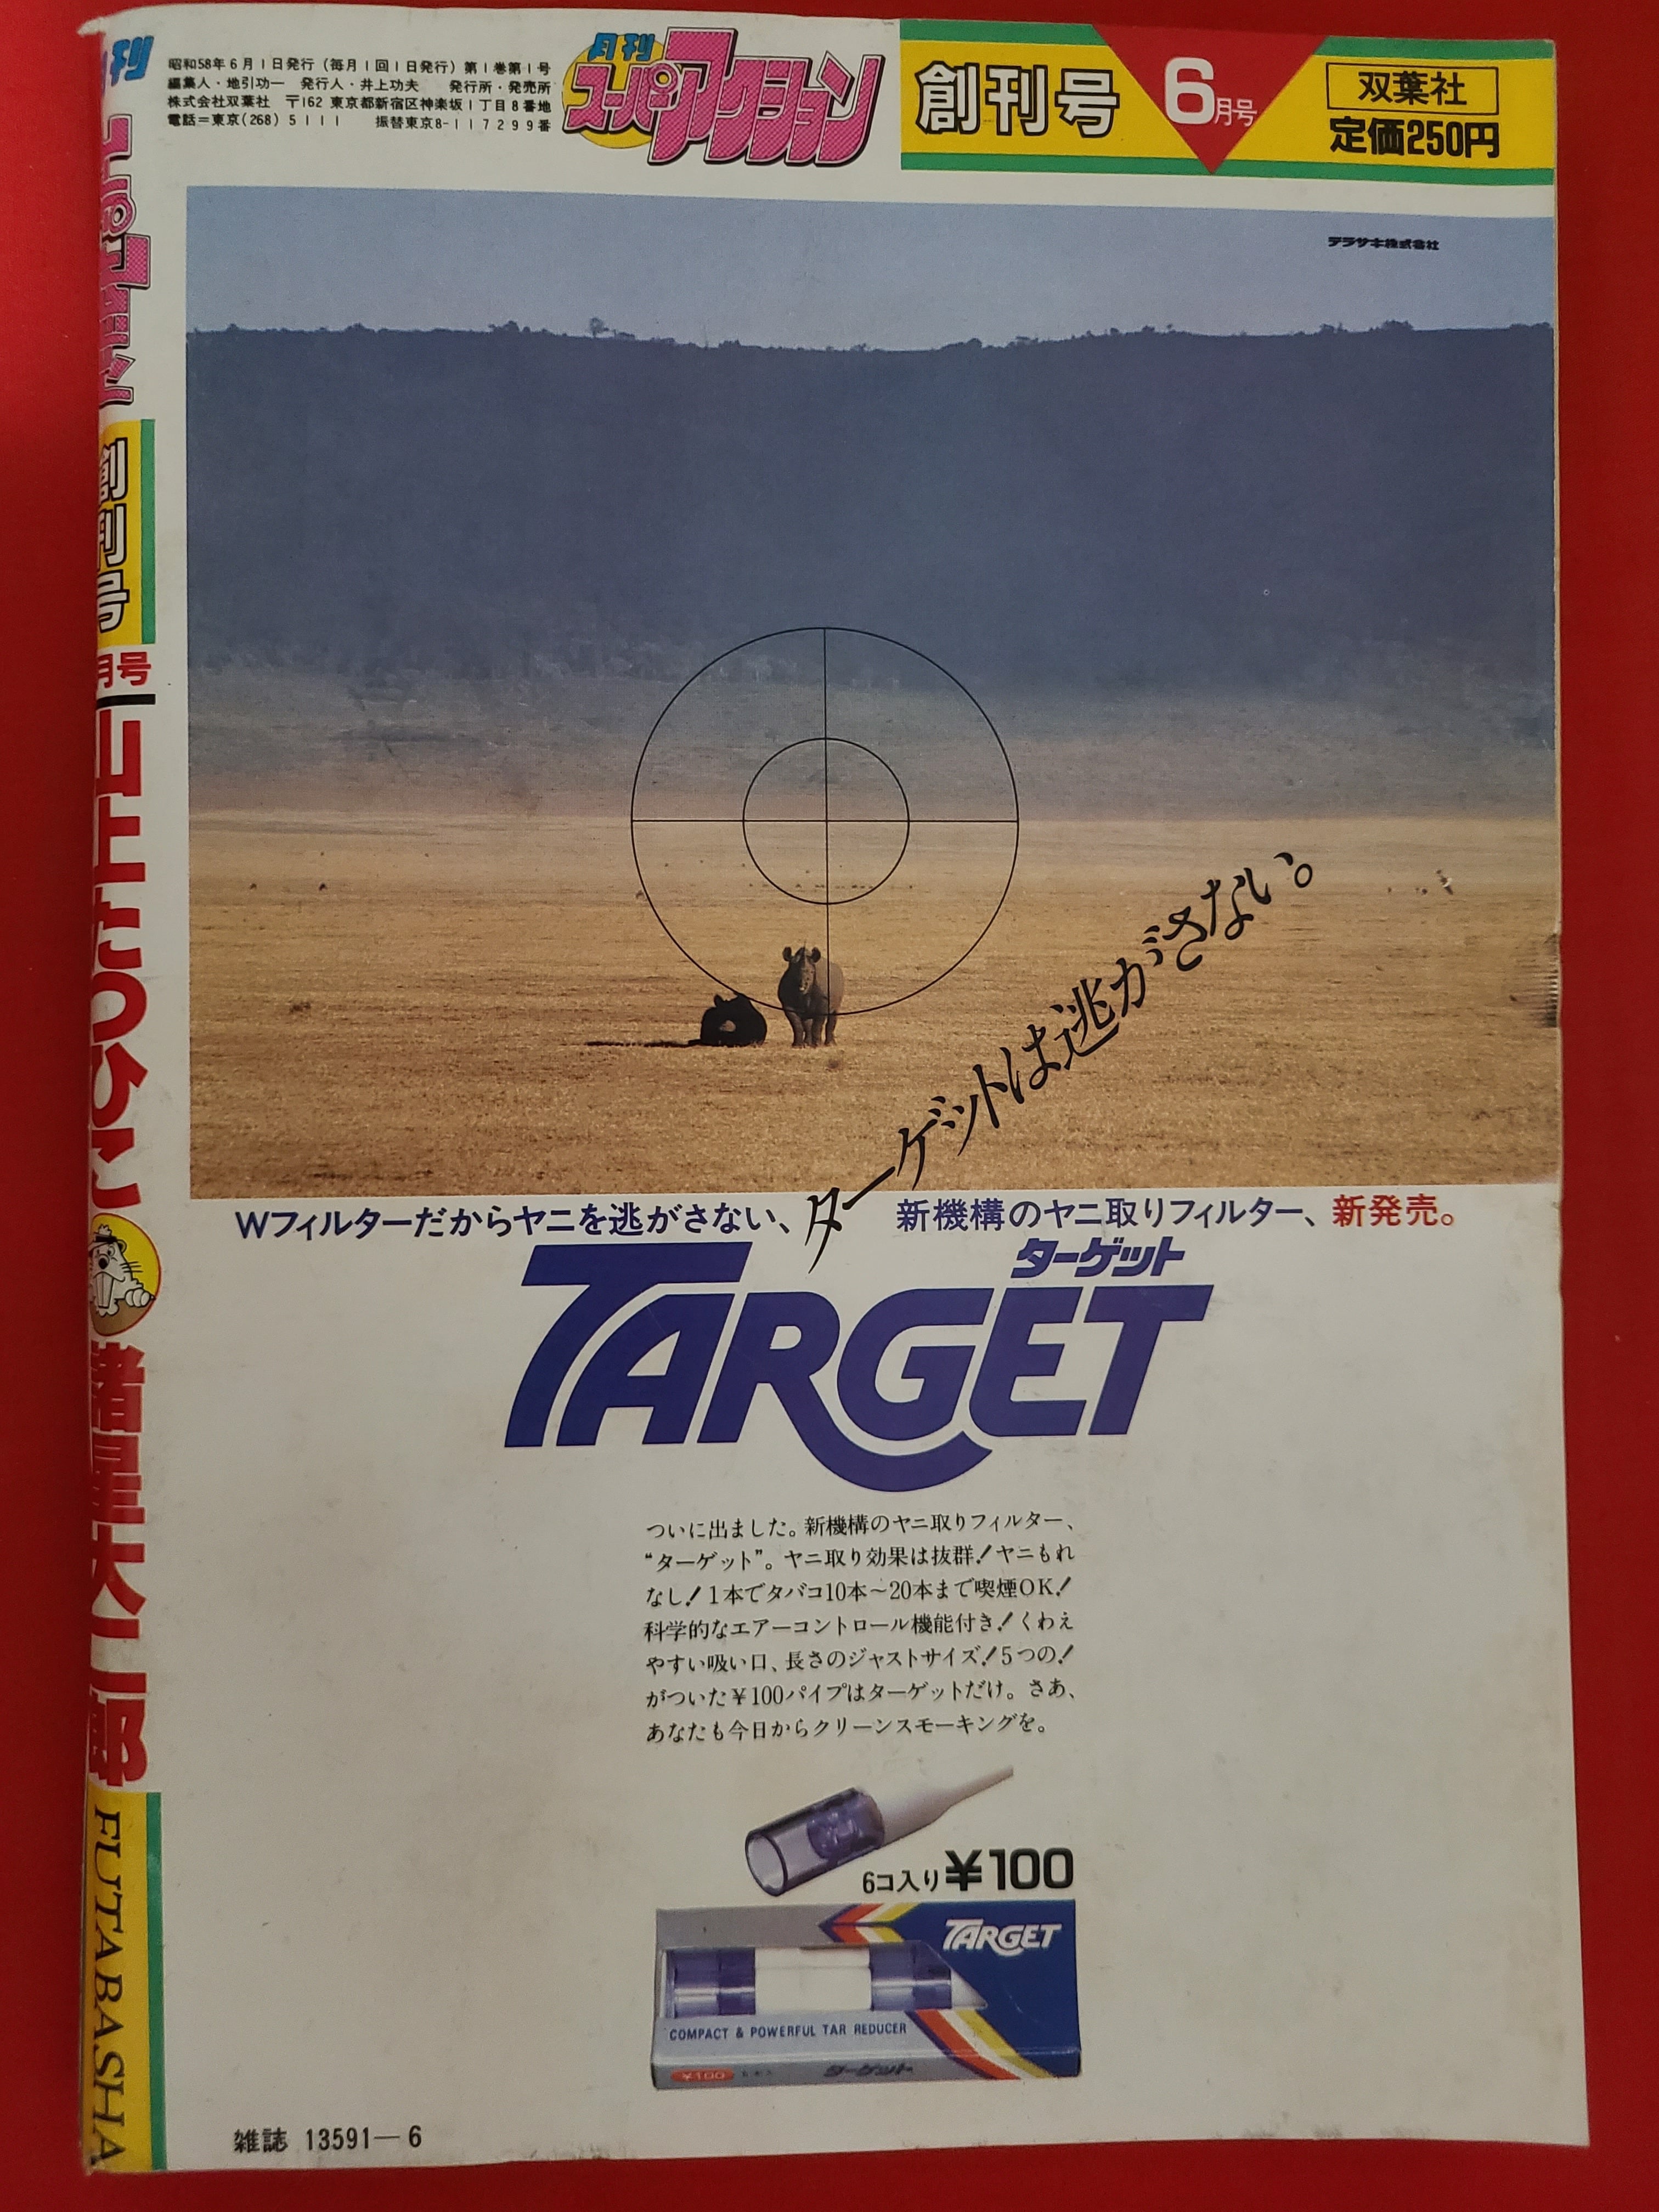 昭和58年6月1日発行（毎月1回1日発行）第1巻第1号
編集人・地引功一　発行人・井上功夫　発行所・発売所
株式会社双葉社　〒162 東京都新宿区神楽坂1丁目8番地
電話=東京(268)5111　振替東京8-117299番
月刊
スーパーアクション
創刊号
6月号
双葉社
定価250円
テラサキ株式会社
ターゲットは逃がさない。
Wフィルターだからヤニを逃がさない、
新機構のヤニ取りフィルター、新発売。
ターゲット
TARGET
ついに出ました。新機構のヤニ取りフィルター、
“ターゲット”。ヤニ取り効果は抜群！ヤニもれ
なし！1本でタバコ10本～20本まで喫煙OK！
科学的なエアーコントロール機能付き！くわえ
やすい吸い口、長さのジャストサイズ！5つの！
がついた¥100パイプはターゲットだけ。さあ、
あなたも今日からクリーンスモーキングを。
6コ入り¥100
TARGET
COMPACT & POWERFUL TAR REDUCER
¥100
ターゲット
雑誌 13591—6
創刊号
月号
山上たつひこ
諸星大二郎
FUTABASHA